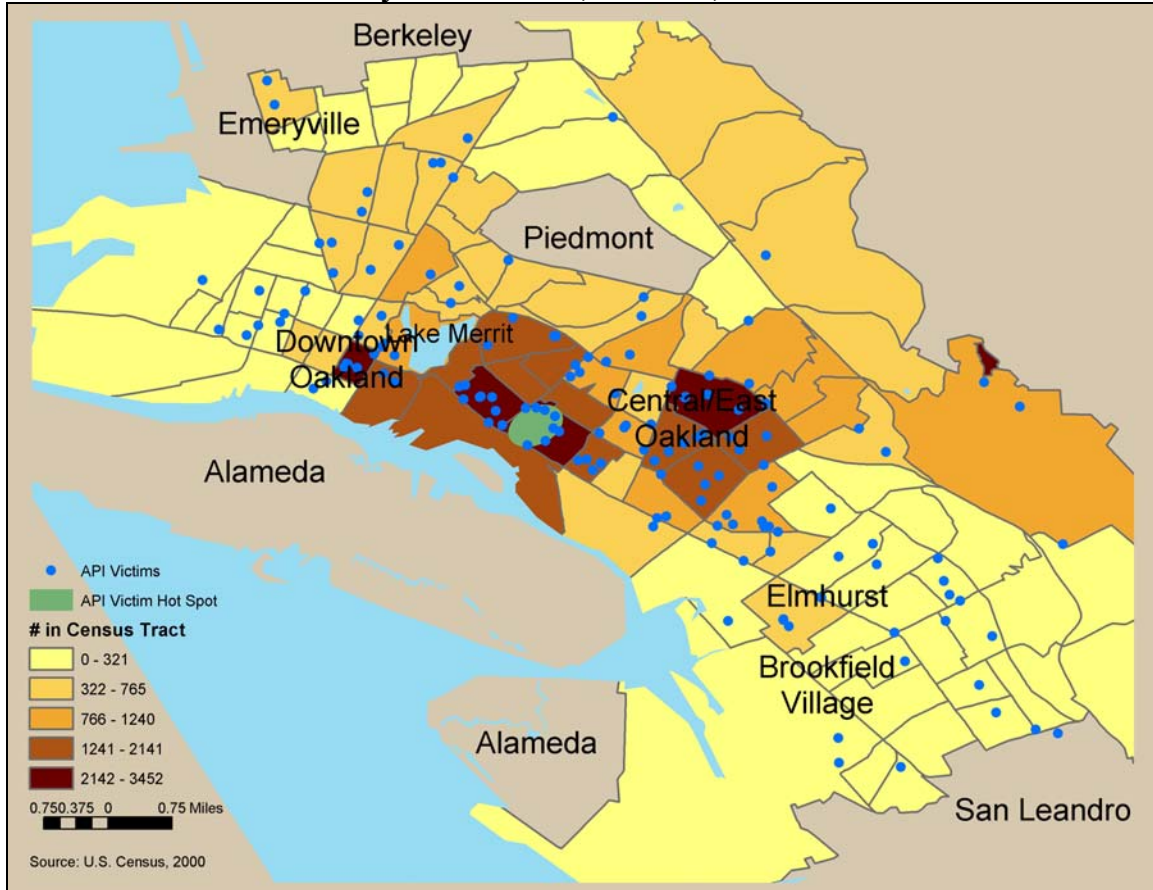 Berkeley
Emeryville
Piedmont
Lake Merrit
Downtown
Oakland
Central/East
Oakland
Alameda
Elmhurst
Brookfield
Village
Alameda
San Leandro
API Victims
API Victim Hot Spot
# in Census Tract
0 - 321
322 - 765
766 - 1240
1241 - 2141
2142 - 3452
0.750.375 0 0.75 Miles
Source: U.S. Census, 2000